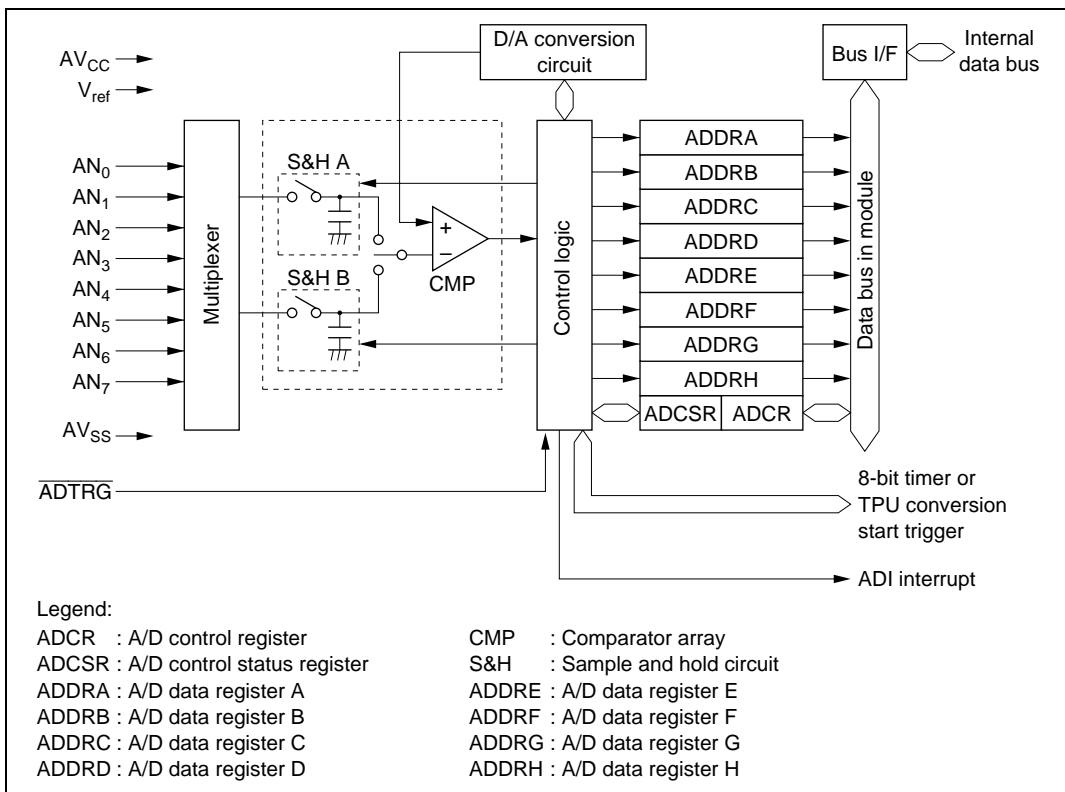 AVCC
Vref
AN0
AN1
AN2
AN3
AN4
AN5
AN6
AN7
AVSS
ADTRG
Multiplexer
S&H A
S&H B
+
−
CMP
D/A conversion
circuit
Control logic
ADDRA
ADDRB
ADDRC
ADDRD
ADDRE
ADDRF
ADDRG
ADDRH
ADCSR ADCR
Bus I/F
Internal
data bus
Data bus in module
8-bit timer or
TPU conversion
start trigger
ADI interrupt
Legend:
ADCR : A/D control register
ADCSR : A/D control status register
ADDRA : A/D data register A
ADDRB : A/D data register B
ADDRC : A/D data register C
ADDRD : A/D data register D
CMP : Comparator array
S&H : Sample and hold circuit
ADDRE : A/D data register E
ADDRF : A/D data register F
ADDRG : A/D data register G
ADDRH : A/D data register H